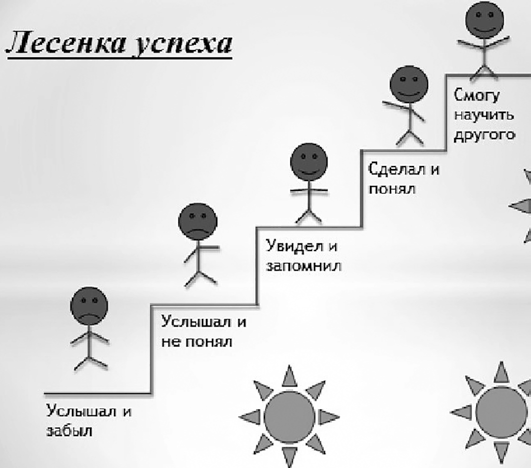 Лесенка успеха
Смогу
научить
другого
Сделал и
понял
Увидел и
запомнил
Услышал и
не понял
Услышал и
забыл